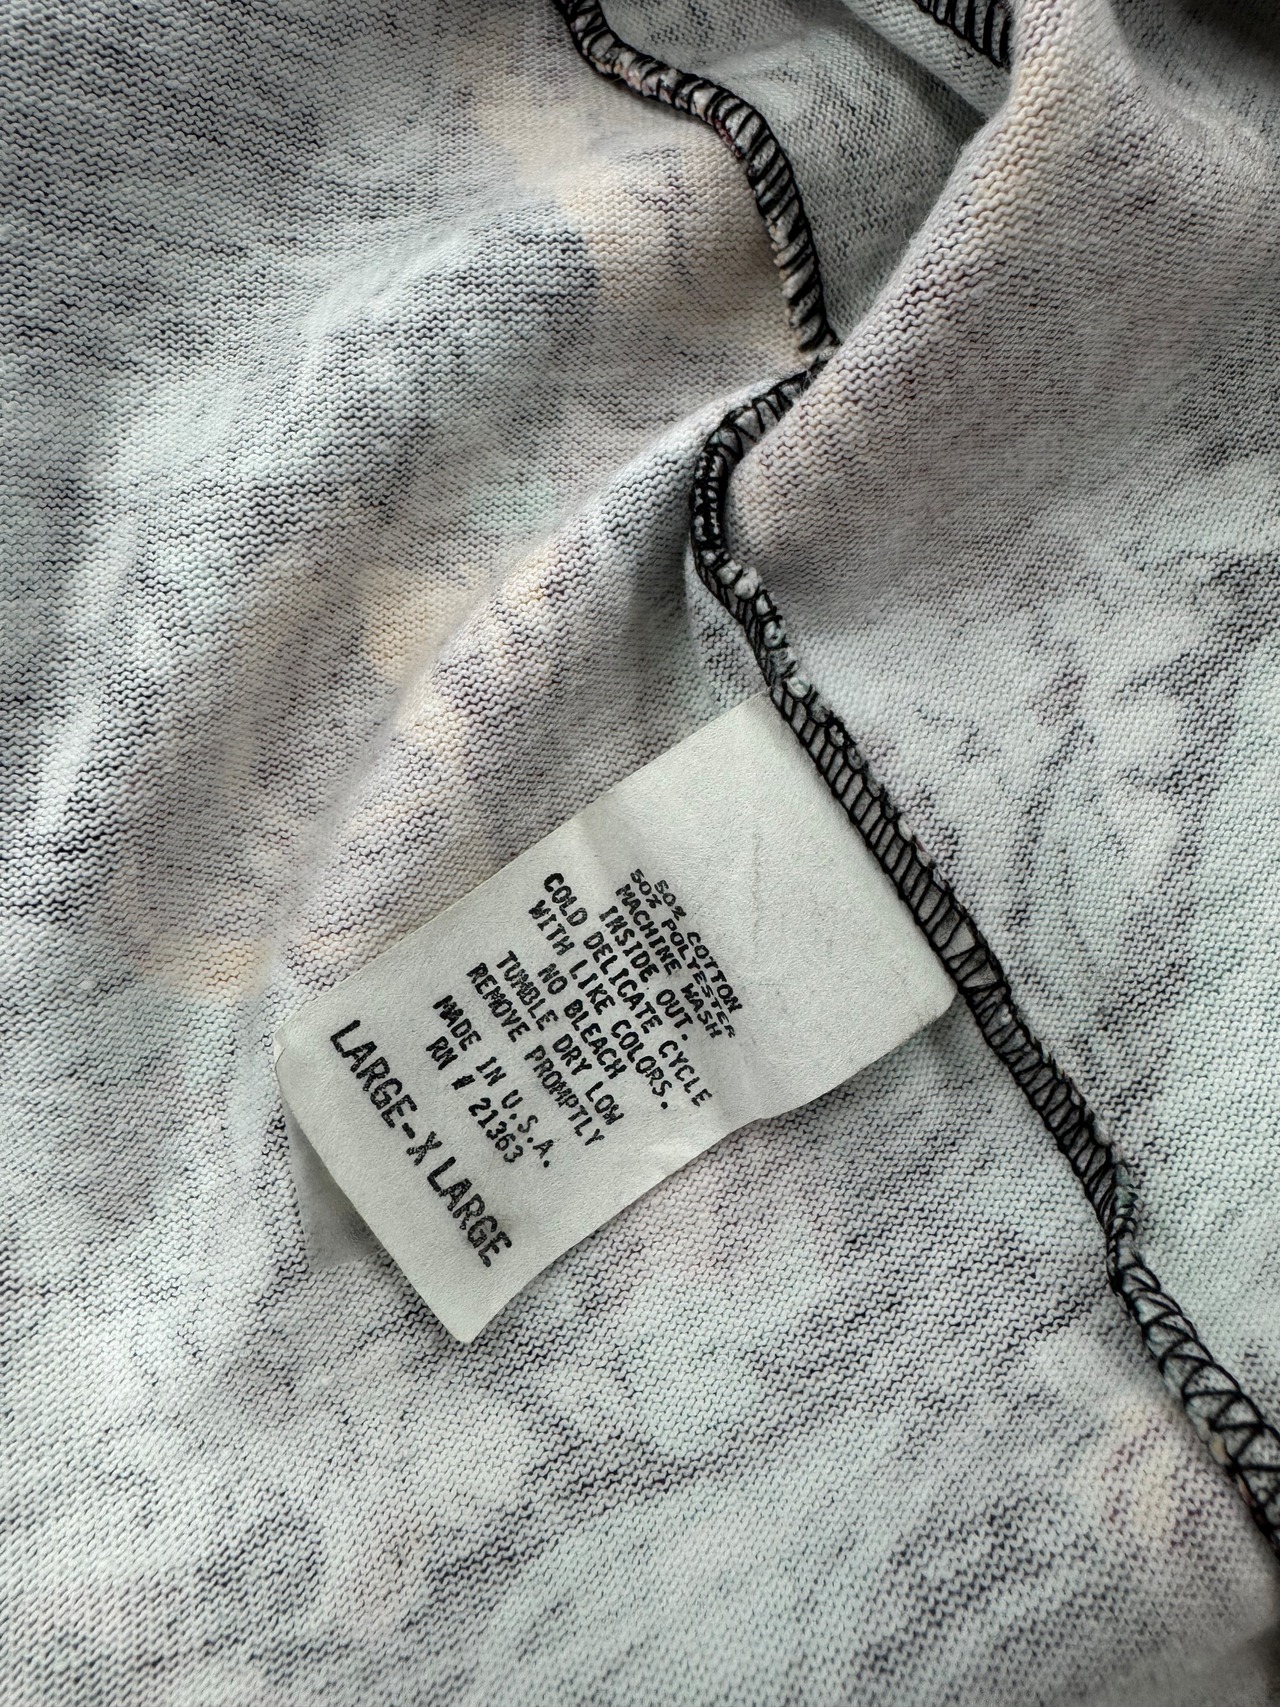 50% COTTON
50% POLYESTER
MACHINE WASH
INSIDE OUT.
COLD DELICATE CYCLE
WITH LIKE COLORS.
NO BLEACH
TUMBLE DRY LOW
REMOVE PROMPTLY
MADE IN U.S.A.
RN # 21363
LARGE-X LARGE